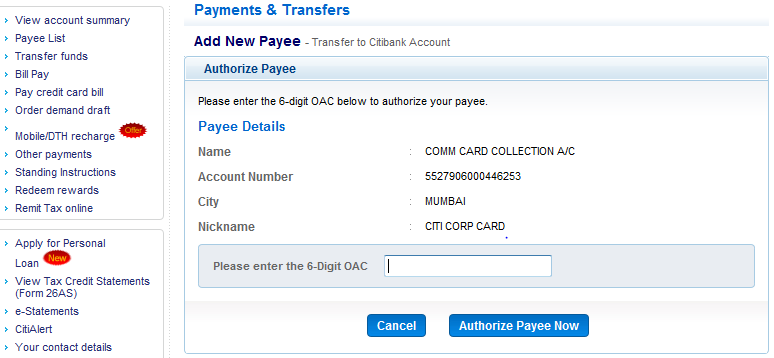 View account summary
Payee List
Transfer funds
Bill Pay
Pay credit card bill
Order demand draft
Mobile/DTH recharge Offer
Other payments
Standing Instructions
Redeem rewards
Remit Tax online
Apply for Personal
Loan New
View Tax Credit Statements
(Form 26AS)
e-Statements
CitiAlert
Your contact details
Payments & Transfers
Add New Payee - Transfer to Citibank Account
Authorize Payee
Please enter the 6-digit OAC below to authorize your payee.
Payee Details
Name : COMM CARD COLLECTION A/C
Account Number : 5527906000446253
City : MUMBAI
Nickname : CITI CORP CARD
Please enter the 6-Digit OAC
Cancel Authorize Payee Now